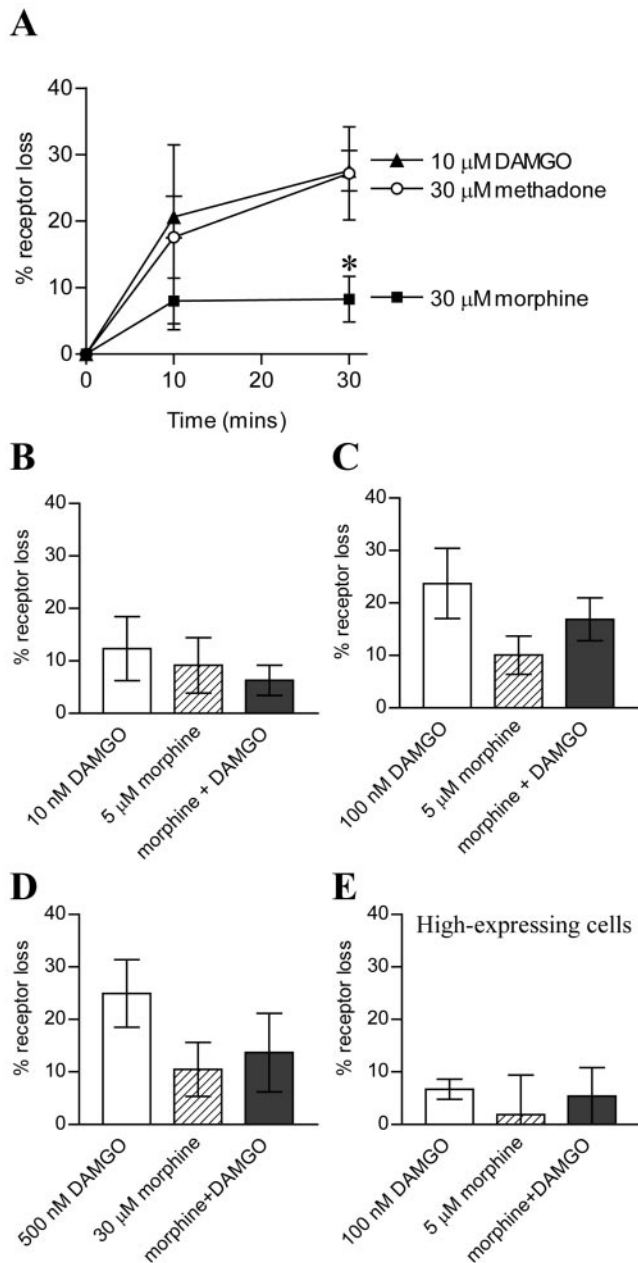 A
40
30
20
10
0
% receptor loss
*
10 μM DAMGO
30 μM methadone
30 μM morphine
0 10 20 30
Time (mins)
B
40
30
20
10
0
% receptor loss
10 nM DAMGO
5 μM morphine
morphine + DAMGO
C
40
30
20
10
0
% receptor loss
100 nM DAMGO
5 μM morphine
morphine + DAMGO
D
40
30
20
10
0
% receptor loss
500 nM DAMGO
30 μM morphine
morphine+DAMGO
E
High-expressing cells
40
30
20
10
0
% receptor loss
100 nM DAMGO
5 μM morphine
morphine+DAMGO